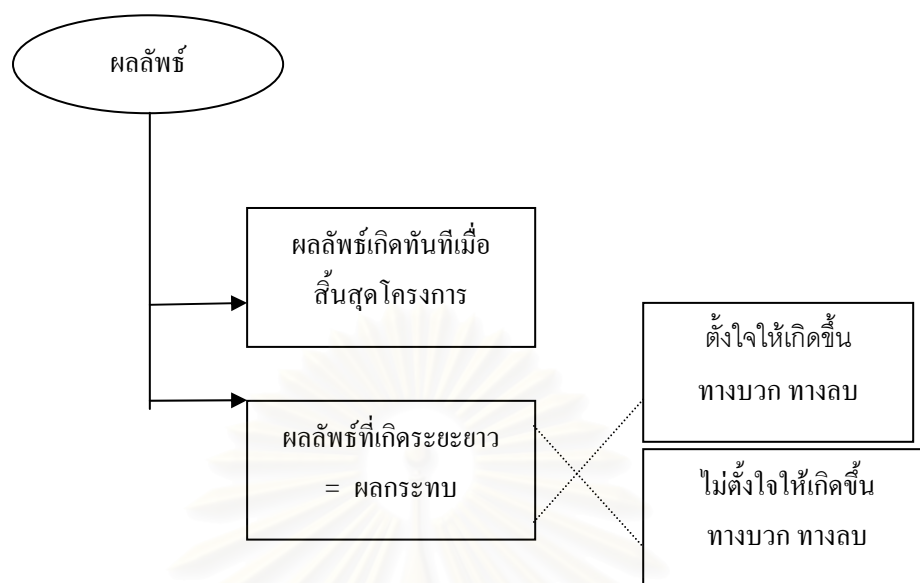 ผลลัพธ์
ผลลัพธ์เกิดทันทีเมื่อ
สิ้นสุดโครงการ
ผลลัพธ์ที่เกิดระยะยาว
= ผลกระทบ
ตั้งใจให้เกิดขึ้น
ทางบวก ทางลบ
ไม่ตั้งใจให้เกิดขึ้น
ทางบวก ทางลบ